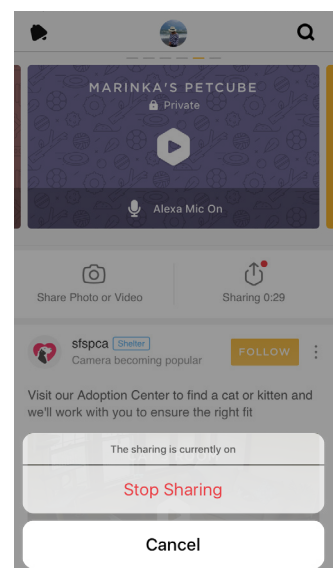 MARINKA'S PETCUBE
Private
Alexa Mic On
Share Photo or Video
Sharing 0:29
sfspca Shelter
Camera becoming popular
FOLLOW
Visit our Adoption Center to find a cat or kitten and
we'll work with you to ensure the right fit
The sharing is currently on
Stop Sharing
Cancel